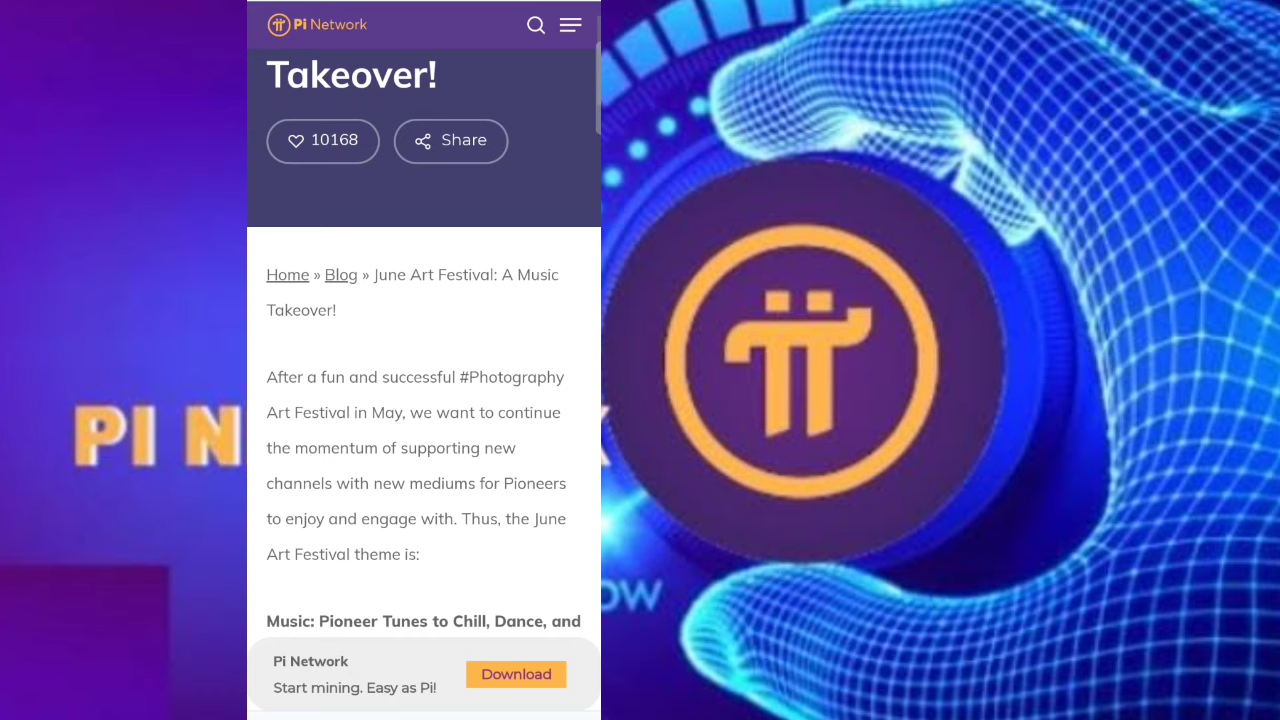 Pi Network
Takeover!
10168
Share
Home » Blog » June Art Festival: A Music
Takeover!
After a fun and successful #Photography
Art Festival in May, we want to continue
the momentum of supporting new
channels with new mediums for Pioneers
to enjoy and engage with. Thus, the June
Art Festival theme is:
Music: Pioneer Tunes to Chill, Dance, and
Pi Network
Start mining. Easy as Pi!
Download
PI N
OW